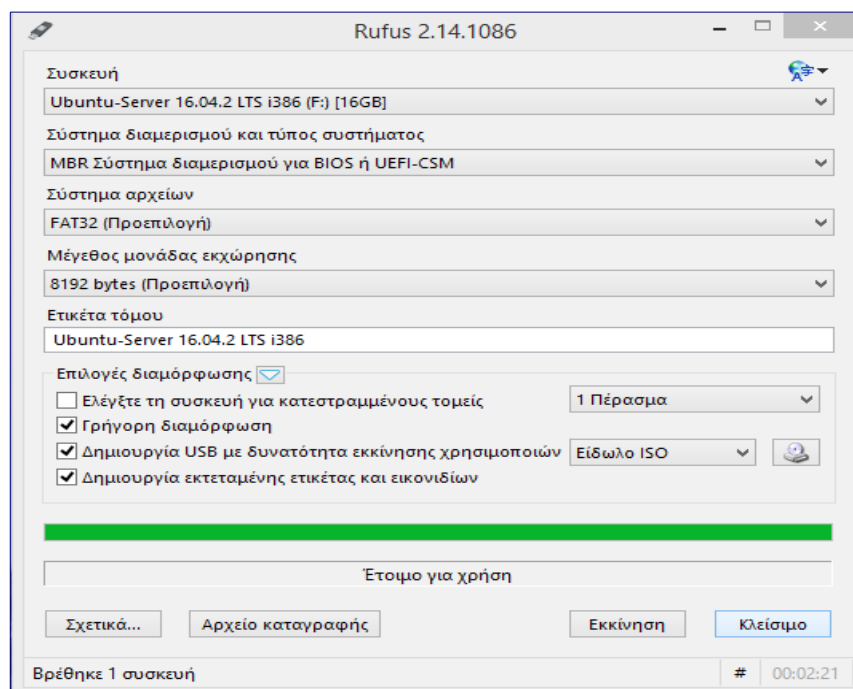 Rufus 2.14.1086
Συσκευή
Ubuntu-Server 16.04.2 LTS i386 (F:) [16GB]
Σύστημα διαμερισμού και τύπος συστήματος
MBR Σύστημα διαμερισμού για BIOS ή UEFI-CSM
Σύστημα αρχείων
FAT32 (Προεπιλογή)
Μέγεθος μονάδας εκχώρησης
8192 bytes (Προεπιλογή)
Ετικέτα τόμου
Ubuntu-Server 16.04.2 LTS i386
Επιλογές διαμόρφωσης
Ελέγξτε τη συσκευή για κατεστραμμένους τομείς 1 Πέρασμα
Γρήγορη διαμόρφωση
Δημιουργία USB με δυνατότητα εκκίνησης χρησιμοποιών Είδωλο ISO
Δημιουργία εκτεταμένης ετικέτας και εικονιδίων
Έτοιμο για χρήση
Σχετικά... Αρχείο καταγραφής Εκκίνηση Κλείσιμο
Βρέθηκε 1 συσκευή # 00:02:21